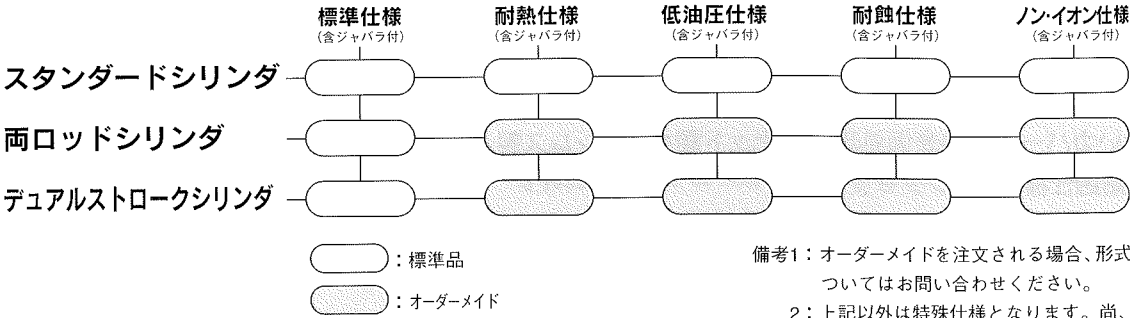 標準仕様 耐熱仕様 低油圧仕様 耐蝕仕様 ノン・イオン仕様
(含ジャバラ付) (含ジャバラ付) (含ジャバラ付) (含ジャバラ付) (含ジャバラ付)
スタンダードシリンダ
両ロッドシリンダ
デュアルストロークシリンダ
：標準品
：オーダーメイド
備考1：オーダーメイドを注文される場合、形式
ついてはお問い合わせください。
2：上記以外は特殊仕様となります。尚、